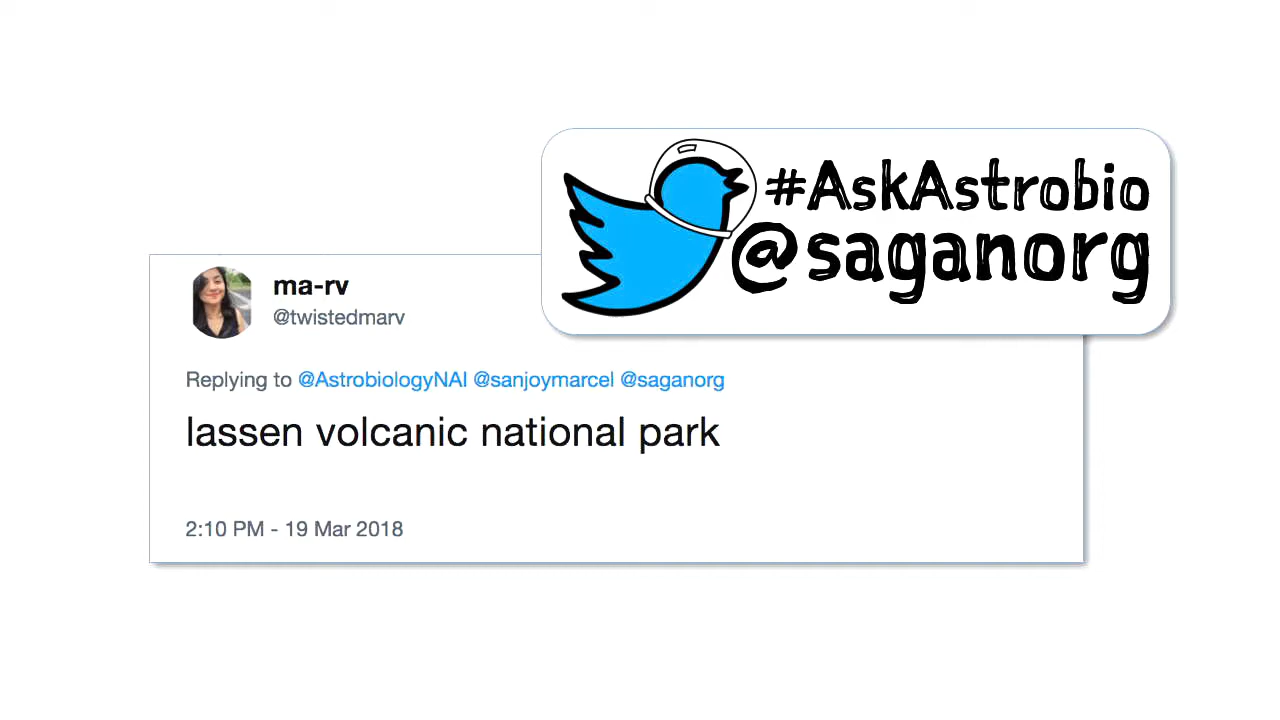 #AskAstrobio
@saganorg
ma-rv
@twistedmarv
Replying to @AstrobiologyNAI @sanjoymarcel @saganorg
lassen volcanic national park
2:10 PM - 19 Mar 2018